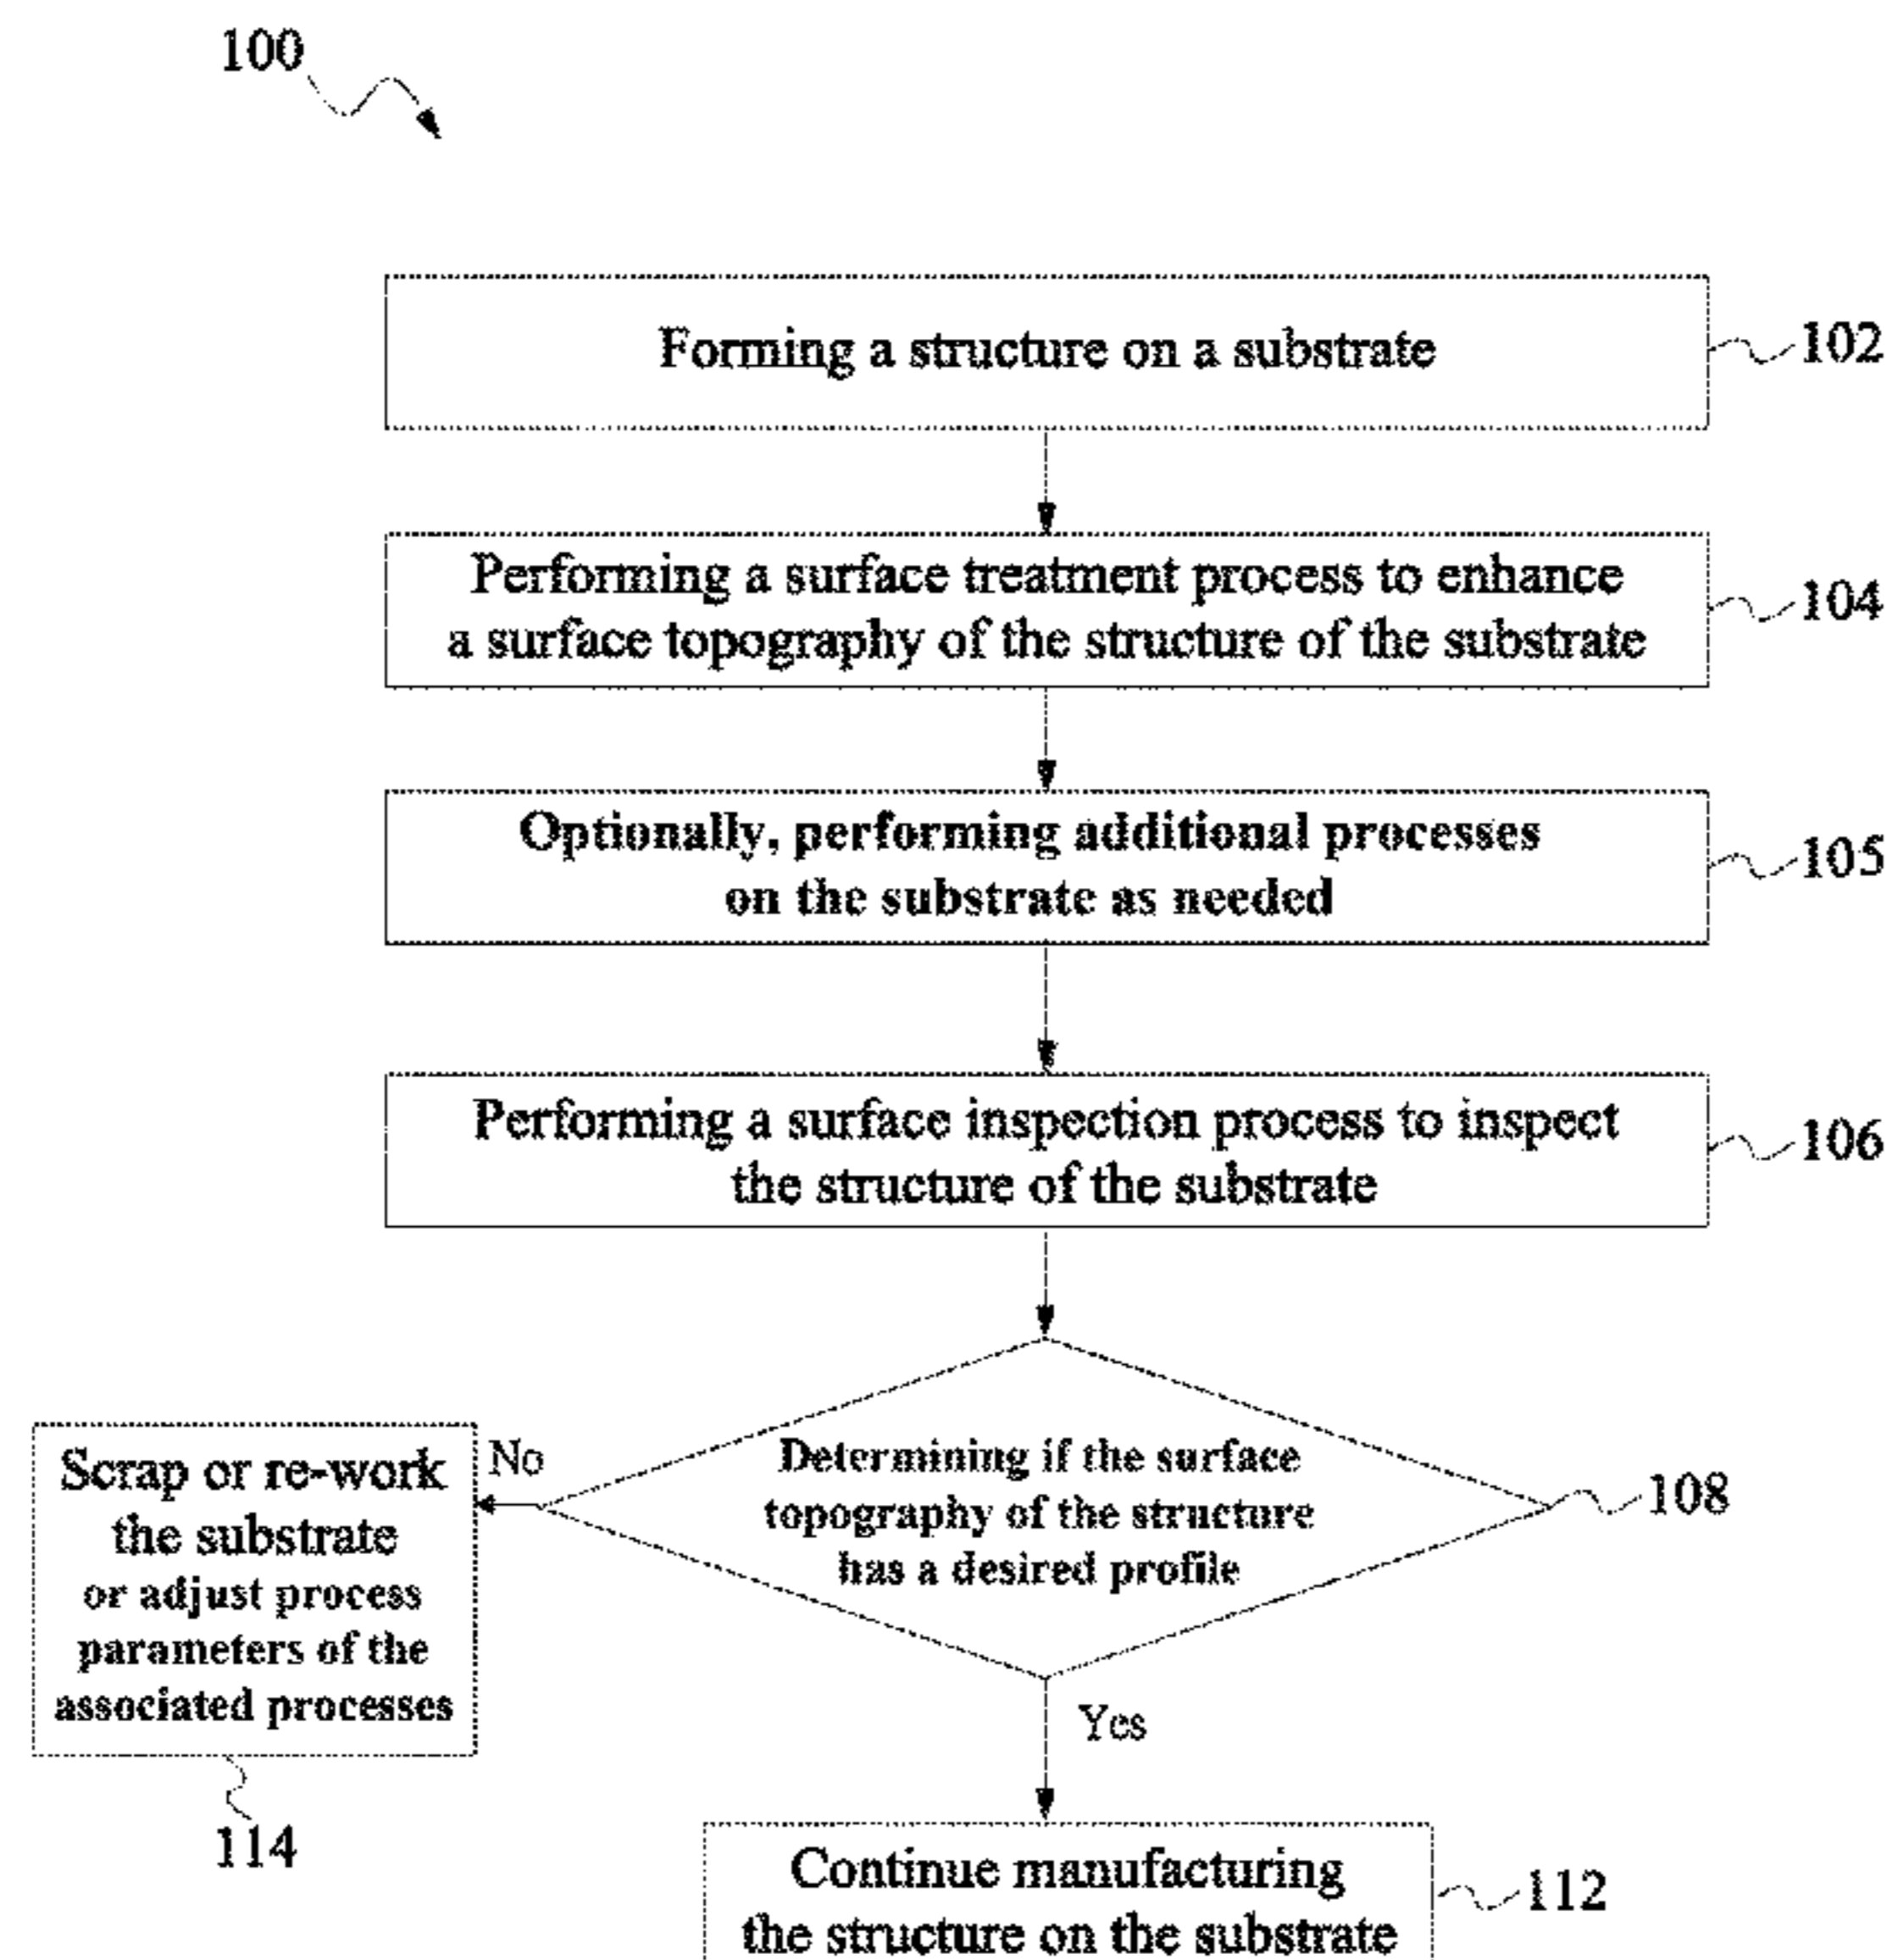 100
Forming a structure on a substrate
102
Performing a surface treatment process to enhance
a surface topography of the structure of the substrate
104
Optionally, performing additional processes
on the substrate as needed
105
Performing a surface inspection process to inspect
the structure of the substrate
106
Determining if the surface
topography of the structure
has a desired profile
108
No
Scrap or re-work
the substrate
or adjust process
parameters of the
associated processes
114
Yes
Continue manufacturing
the structure on the substrate
112